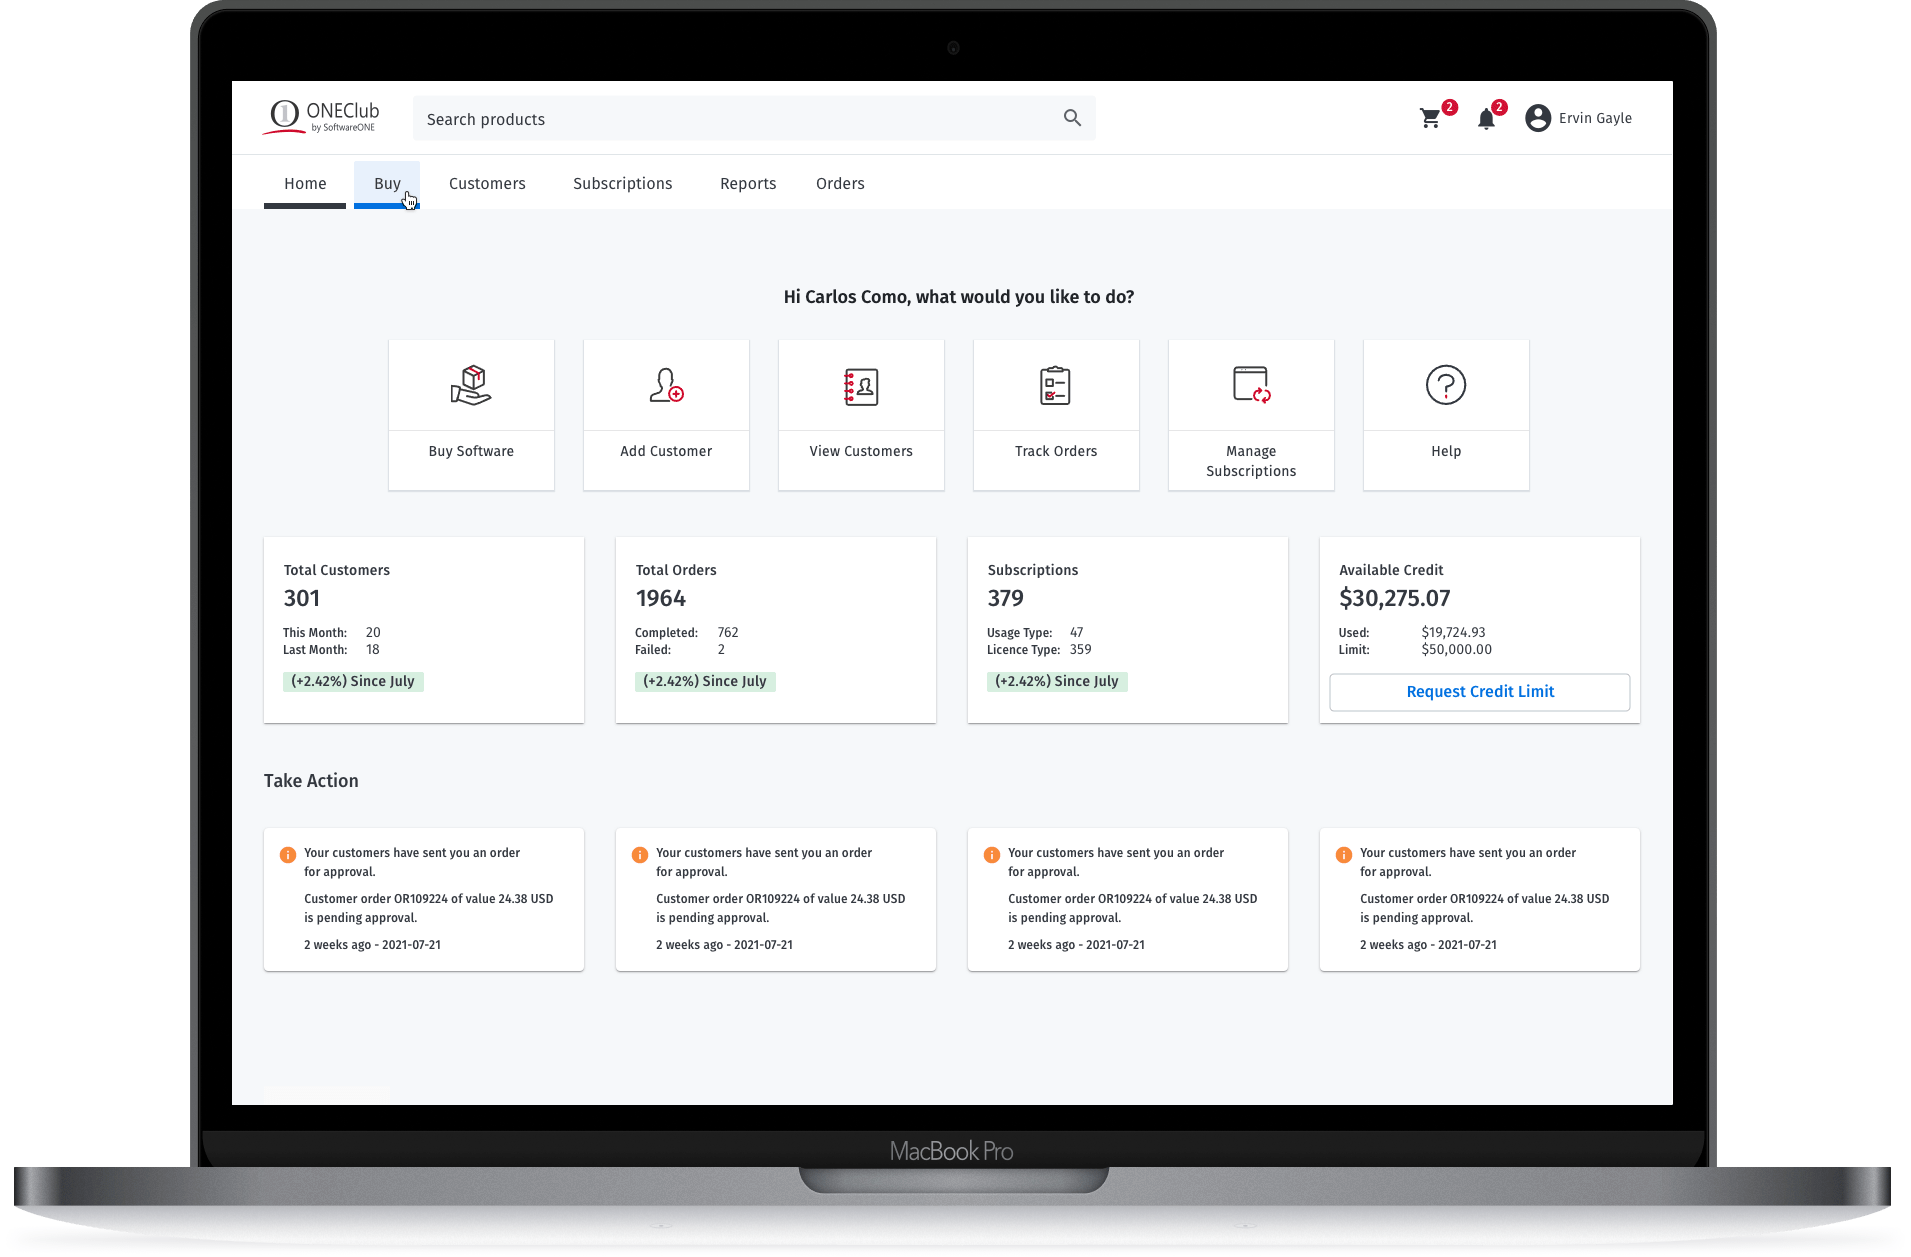 ONEClub
by SoftwareONE
Search products
2
2
Ervin Gayle
Home
Buy
Customers
Subscriptions
Reports
Orders
Hi Carlos Como, what would you like to do?
Buy Software
Add Customer
View Customers
Track Orders
Manage
Subscriptions
Help
Total Customers
301
This Month: 20
Last Month: 18
(+2.42%) Since July
Total Orders
1964
Completed: 762
Failed: 2
(+2.42%) Since July
Subscriptions
379
Usage Type: 47
Licence Type: 359
(+2.42%) Since July
Available Credit
$30,275.07
Used: $19,724.93
Limit: $50,000.00
Request Credit Limit
Take Action
Your customers have sent you an order
for approval.
Customer order OR109224 of value 24.38 USD
is pending approval.
2 weeks ago - 2021-07-21
Your customers have sent you an order
for approval.
Customer order OR109224 of value 24.38 USD
is pending approval.
2 weeks ago - 2021-07-21
Your customers have sent you an order
for approval.
Customer order OR109224 of value 24.38 USD
is pending approval.
2 weeks ago - 2021-07-21
Your customers have sent you an order
for approval.
Customer order OR109224 of value 24.38 USD
is pending approval.
2 weeks ago - 2021-07-21
MacBook Pro